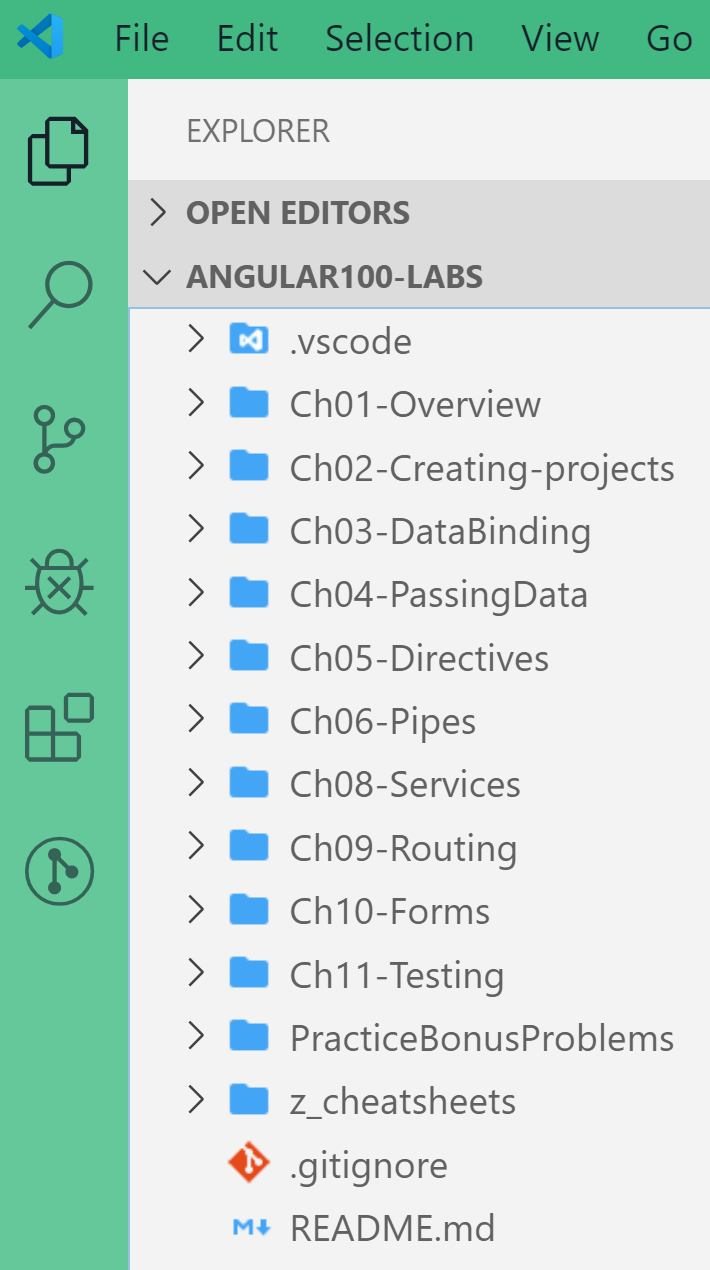 File Edit Selection View Go
EXPLORER
OPEN EDITORS
ANGULAR100-LABS
.vscode
Ch01-Overview
Ch02-Creating-projects
Ch03-DataBinding
Ch04-PassingData
Ch05-Directives
Ch06-Pipes
Ch08-Services
Ch09-Routing
Ch10-Forms
Ch11-Testing
PracticeBonusProblems
z_cheatsheets
.gitignore
README.md